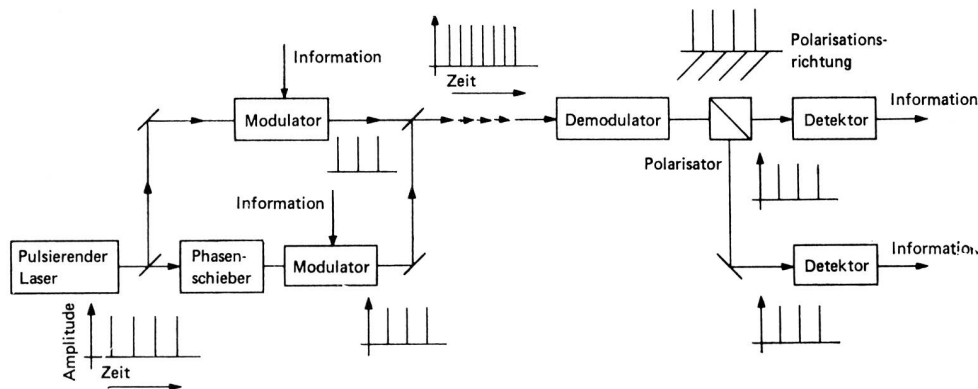 Polarisations-
richtung
Information
Zeit
Information
Modulator
Demodulator
Detektor
Polarisator
Information
Pulsierender
Laser
Phasen-
schieber
Modulator
Detektor
Information
Amplitude
Zeit